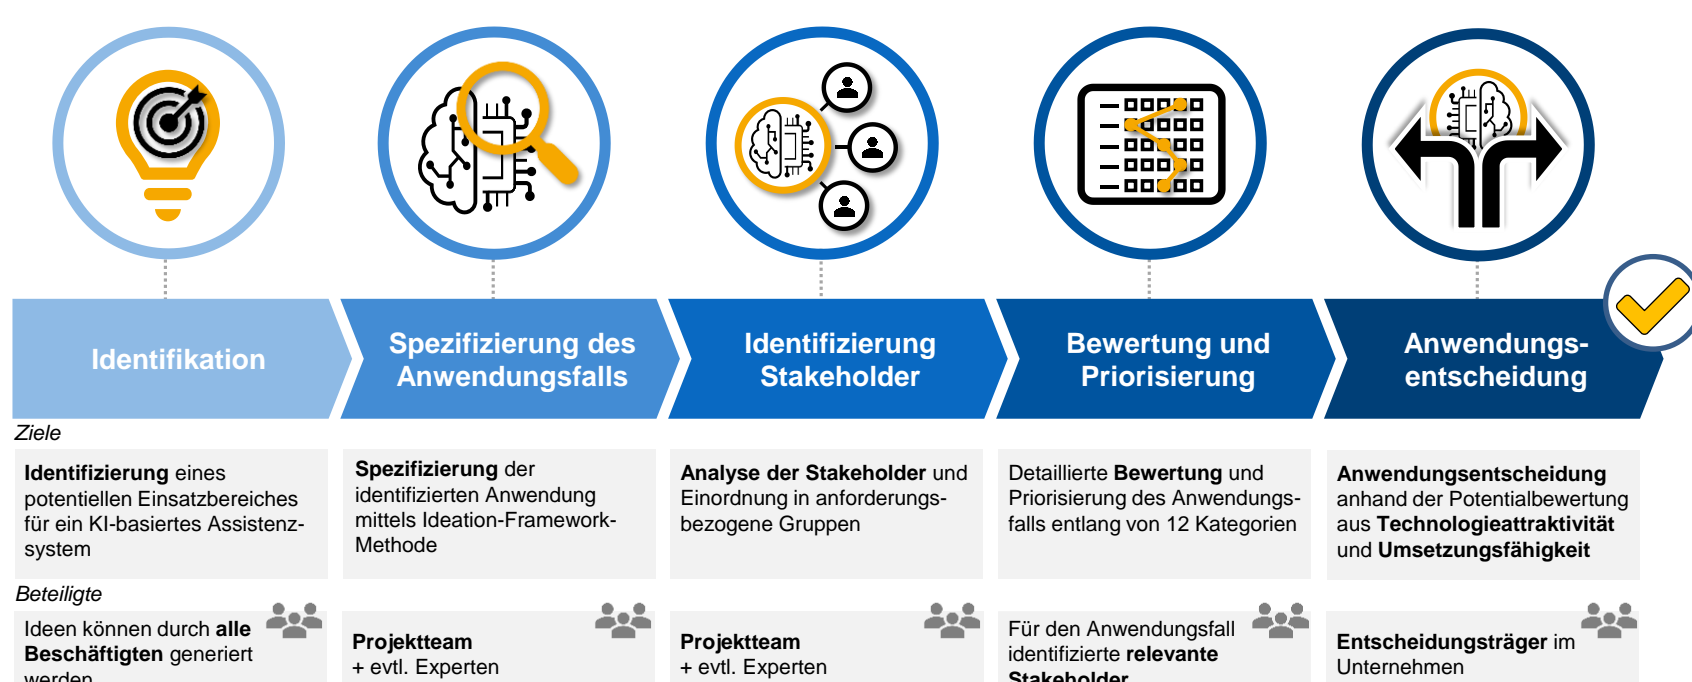 Identifikation
Spezifizierung des
Anwendungsfalls
Identifizierung
Stakeholder
Bewertung und
Priorisierung
Anwendungs-
entscheidung
Ziele
Identifizierung eines
potentiellen Einsatzbereiches
für ein KI-basiertes Assistenz-
system
Spezifizierung der
identifizierten Anwendung
mittels Ideation-Framework-
Methode
Analyse der Stakeholder und
Einordnung in anforderungs-
bezogene Gruppen
Detaillierte Bewertung und
Priorisierung des Anwendungs-
falls entlang von 12 Kategorien
Anwendungsentscheidung
anhand der Potentialbewertung
aus Technologieattraktivität
und Umsetzungsfähigkeit
Beteiligte
Ideen können durch alle
Beschäftigten generiert
werden
Projektteam
+ evtl. Experten
Projektteam
+ evtl. Experten
Für den Anwendungsfall
identifizierte relevante
Stakeholder
Entscheidungsträger im
Unternehmen